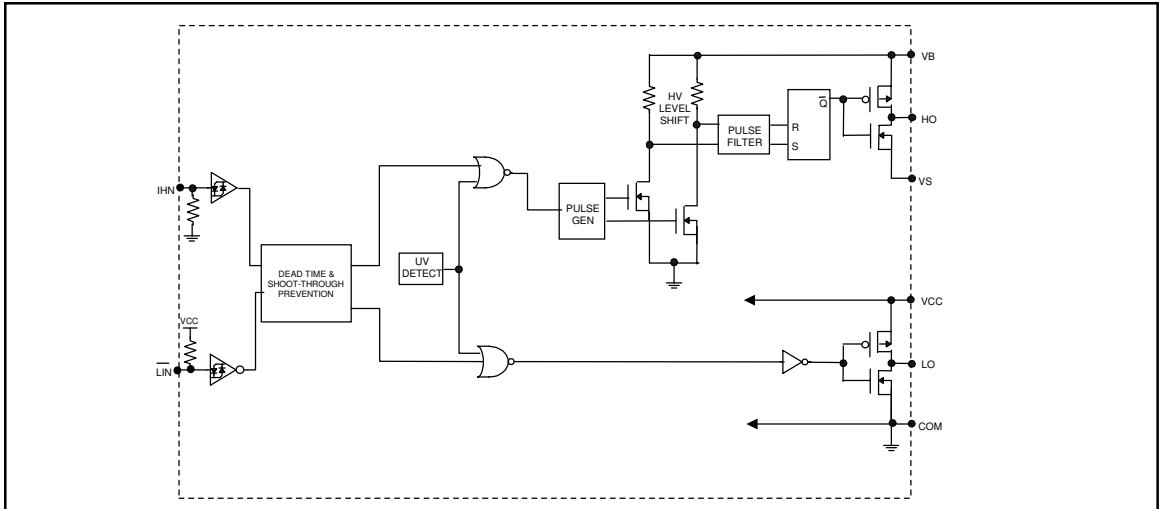 VB
HV
LEVEL
SHIFT
Q̅
PULSE
FILTER
R
S
HO
VS
IHN
PULSE
GEN
UV
DETECT
DEAD TIME &
SHOOT-THROUGH
PREVENTION
VCC
VCC
L̅I̅N̅
LO
COM